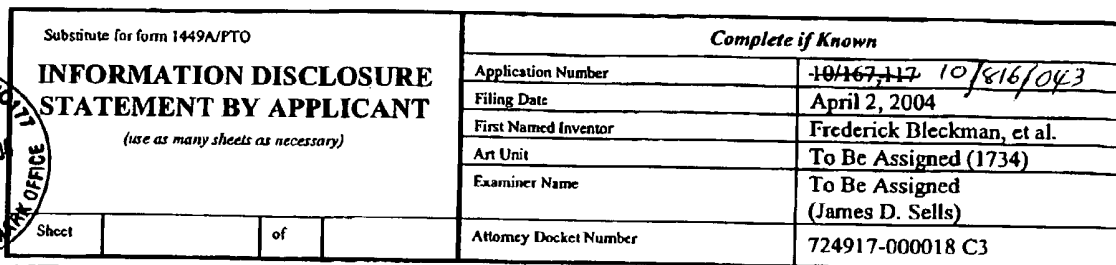 Substitute for form 1449A/PTO
INFORMATION DISCLOSURE
STATEMENT BY APPLICANT
(use as many sheets as necessary)
Sheet of
Complete if Known
Application Number 10/167,117 10/816/043
Filing Date April 2, 2004
First Named Inventor Frederick Bleckman, et al.
Art Unit To Be Assigned (1734)
Examiner Name To Be Assigned
(James D. Sells)
Attorney Docket Number 724917-000018 C3
OFFICE